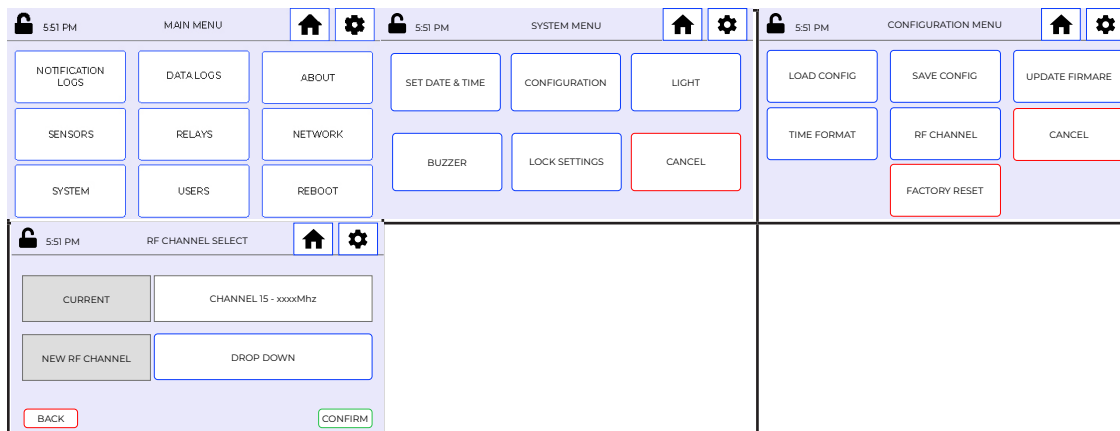 5:51 PM MAIN MENU
NOTIFICATION
LOGS
DATA LOGS
ABOUT
SENSORS
RELAYS
NETWORK
SYSTEM
USERS
REBOOT
5:51 PM SYSTEM MENU
SET DATE & TIME
CONFIGURATION
LIGHT
BUZZER
LOCK SETTINGS
CANCEL
5:51 PM CONFIGURATION MENU
LOAD CONFIG
SAVE CONFIG
UPDATE FIRMARE
TIME FORMAT
RF CHANNEL
CANCEL
FACTORY RESET
5:51 PM RF CHANNEL SELECT
CURRENT
CHANNEL 15 - xxxxMhz
NEW RF CHANNEL
DROP DOWN
BACK
CONFIRM